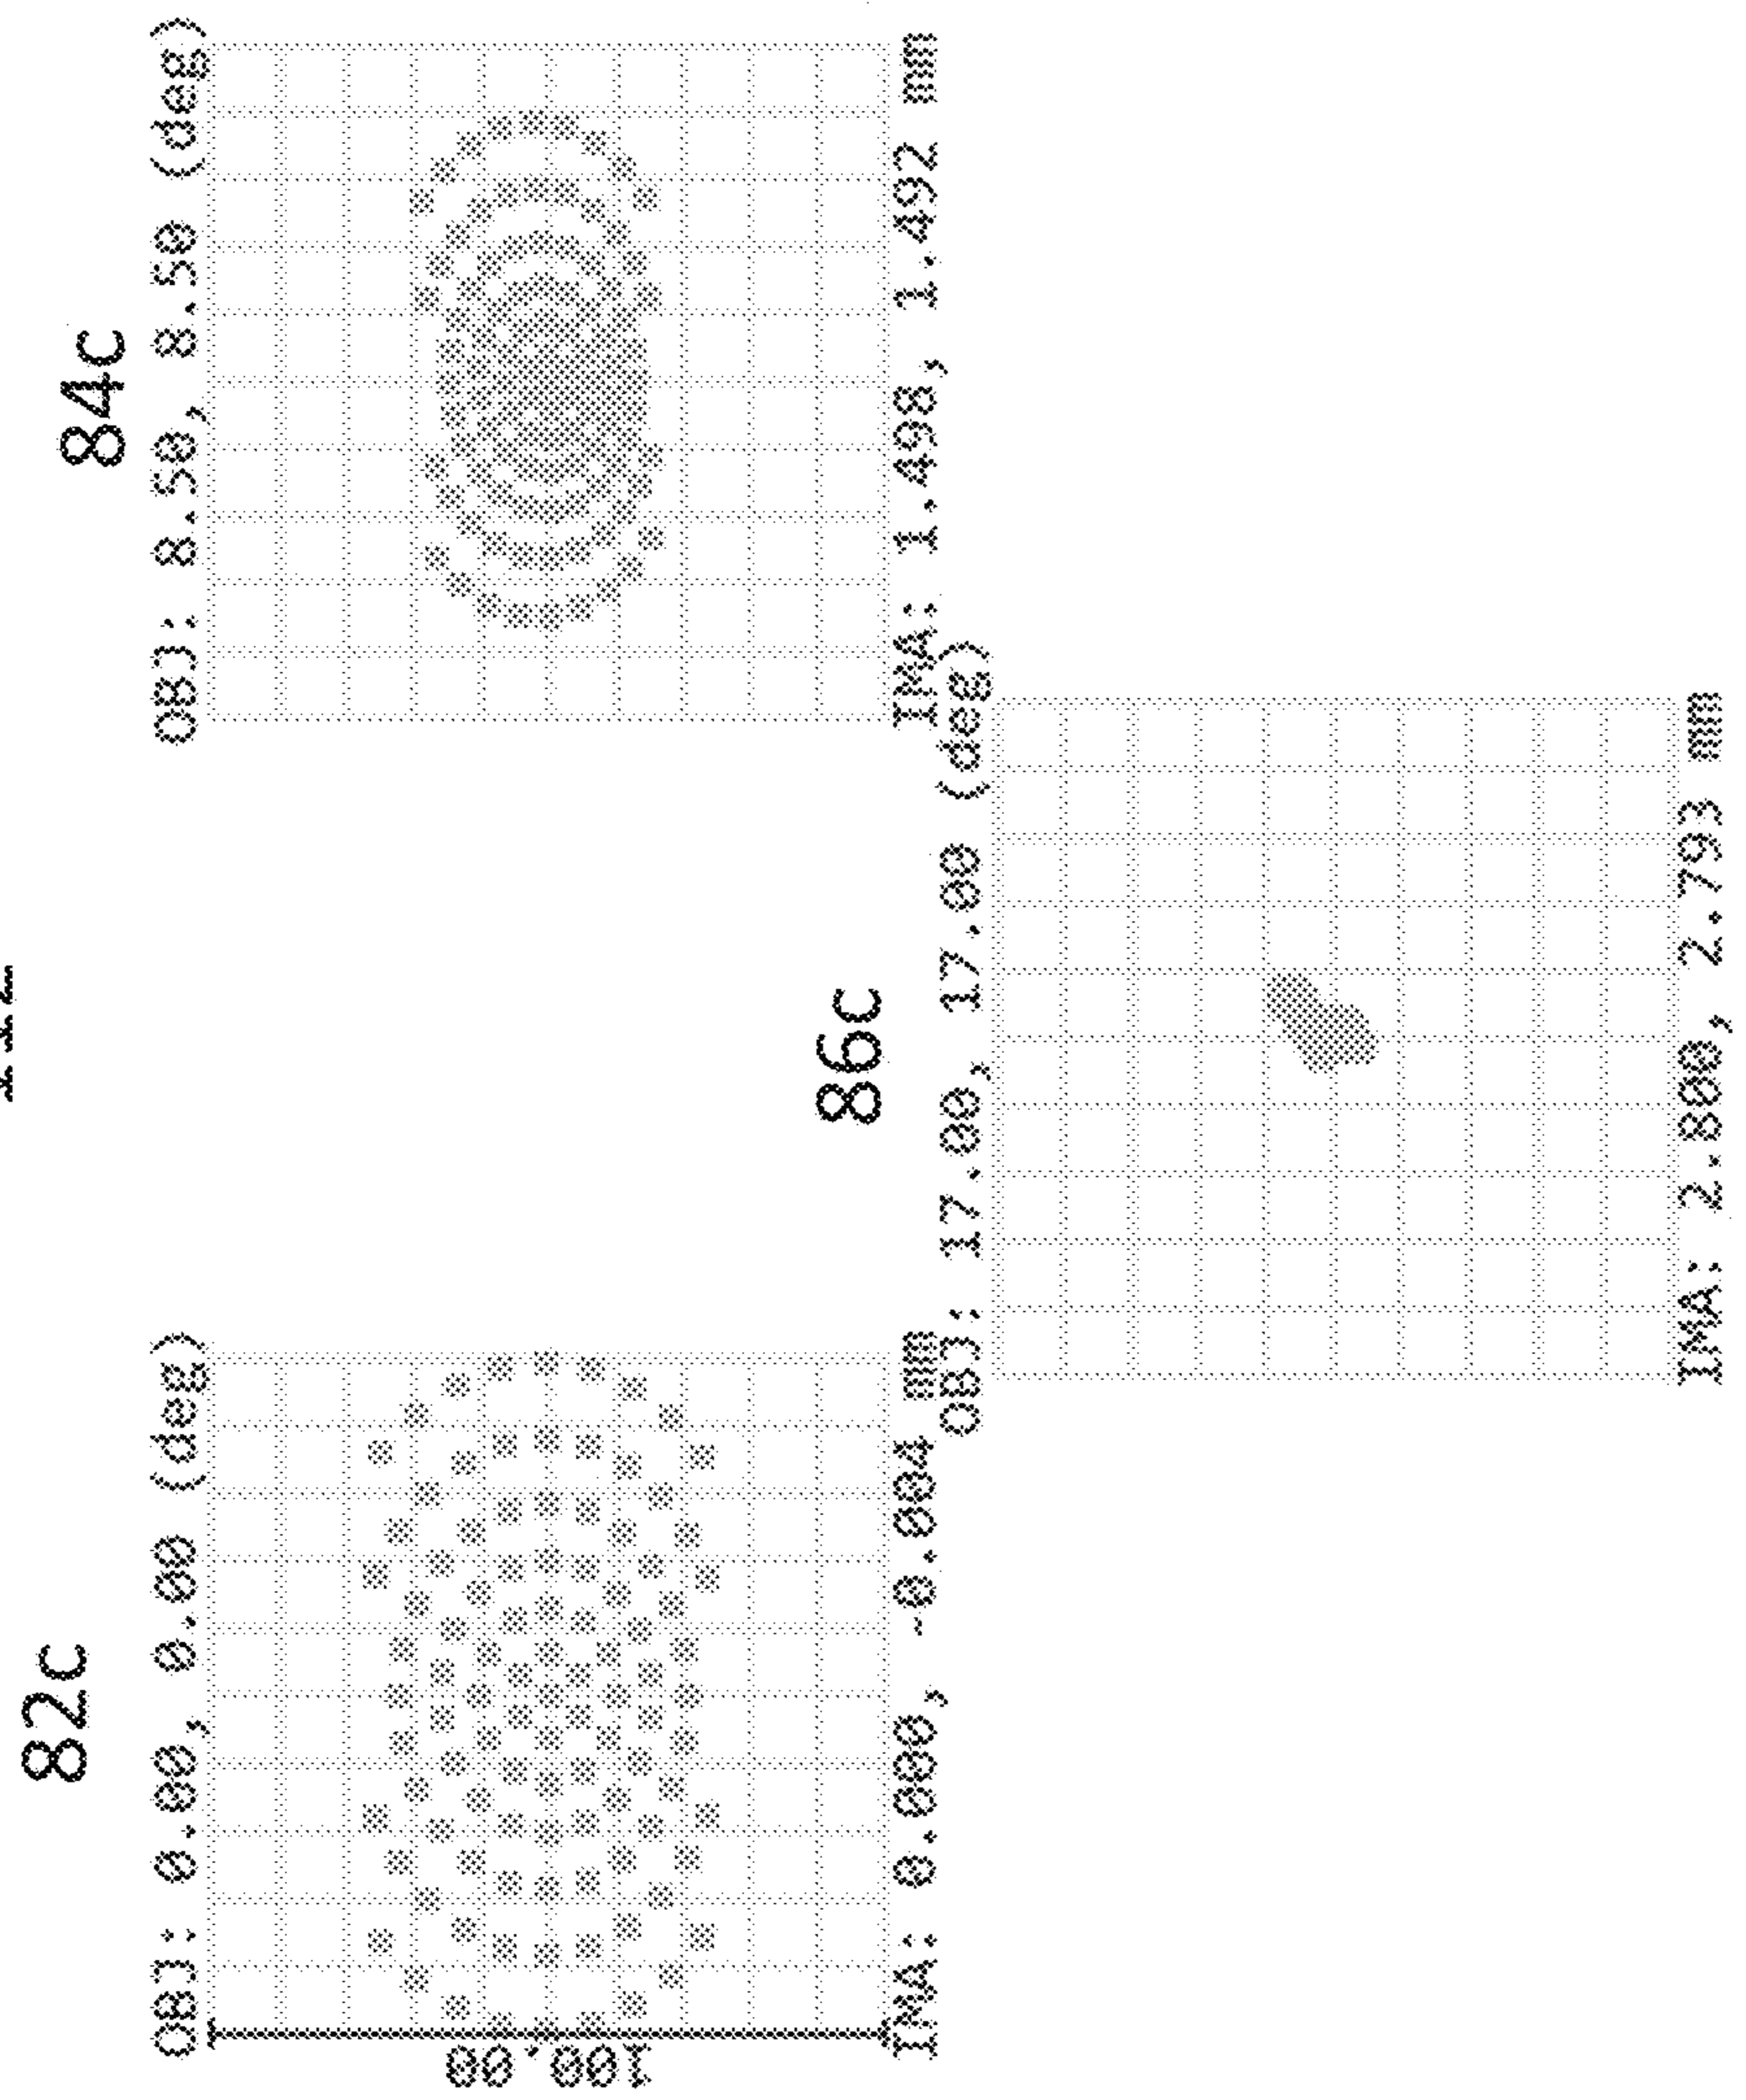 82c
OBJ: 0.00, 0.00 (deg)
100.00
IMA: 0.000, -0.004 mm
84c
OBJ: 8.50, 8.50 (deg)
IMA: 1.498, 1.492 mm
86c
OBJ: 17.00, 17.00 (deg)
IMA: 2.800, 2.793 mm